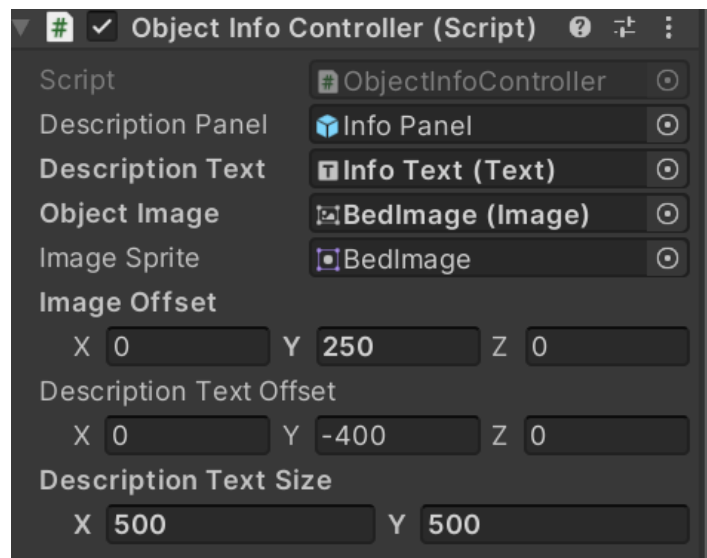 # Object Info Controller (Script) ?
Script # ObjectInfoController
Description Panel Info Panel
Description Text T Info Text (Text)
Object Image BedImage (Image)
Image Sprite BedImage
Image Offset
X 0 Y 250 Z 0
Description Text Offset
X 0 Y -400 Z 0
Description Text Size
X 500 Y 500